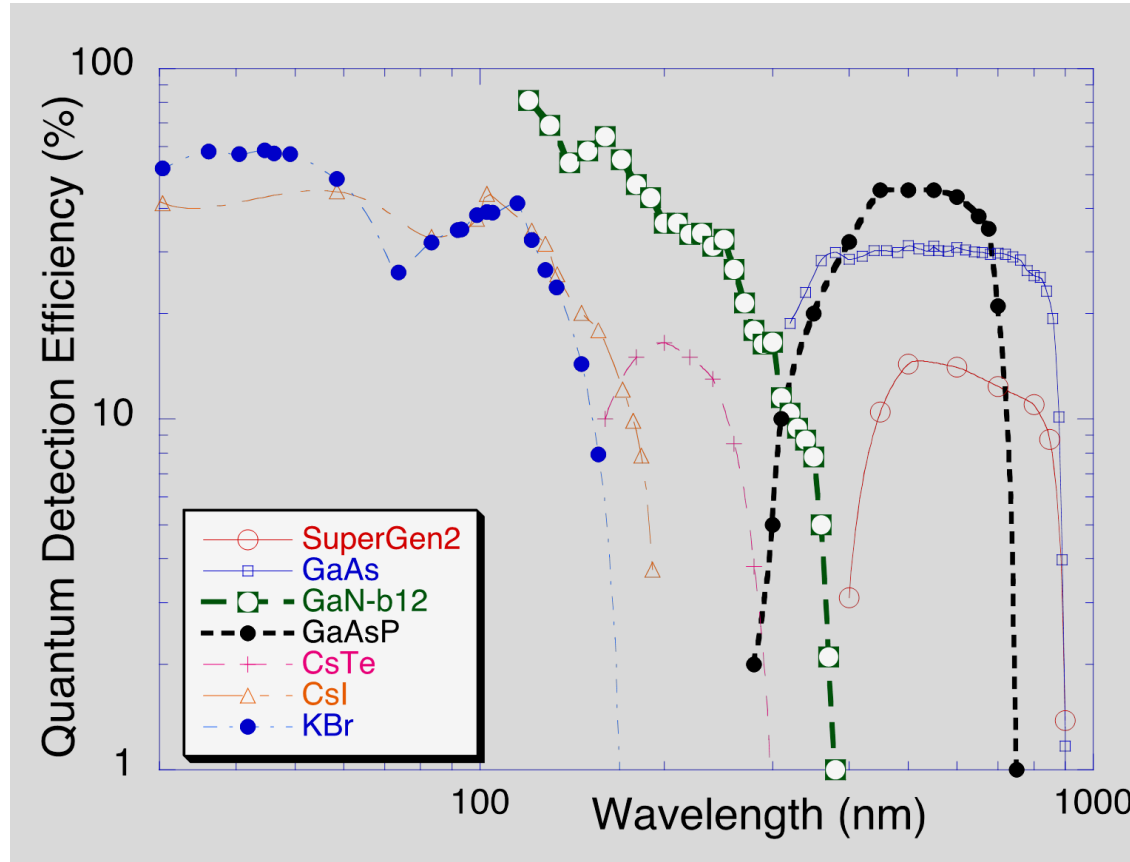 Quantum Detection Efficiency (%)
100
10
1
SuperGen2
GaAs
GaN-b12
GaAsP
CsTe
CsI
KBr
100
1000
Wavelength (nm)